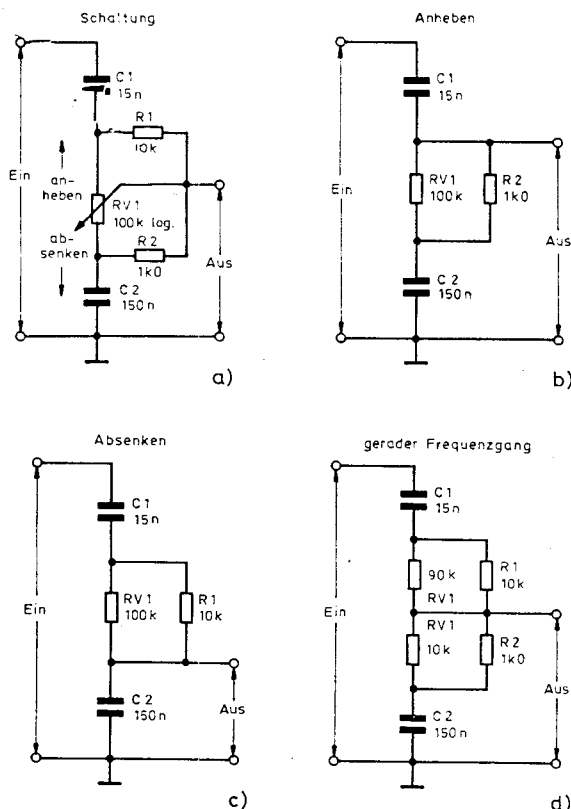 Schaltung
C1
15n
R1
10k
Ein
an-
heben
RV1
100k log.
ab-
senken
R2
1k0
Aus
C2
150n
a)
Anheben
C1
15n
Ein
RV1
100k
R2
1k0
Aus
C2
150n
b)
Absenken
C1
15n
Ein
RV1
100k
R1
10k
C2
150n
Aus
c)
gerader Frequenzgang
C1
15n
90k
RV1
R1
10k
Ein
RV1
10k
R2
1k0
Aus
C2
150n
d)